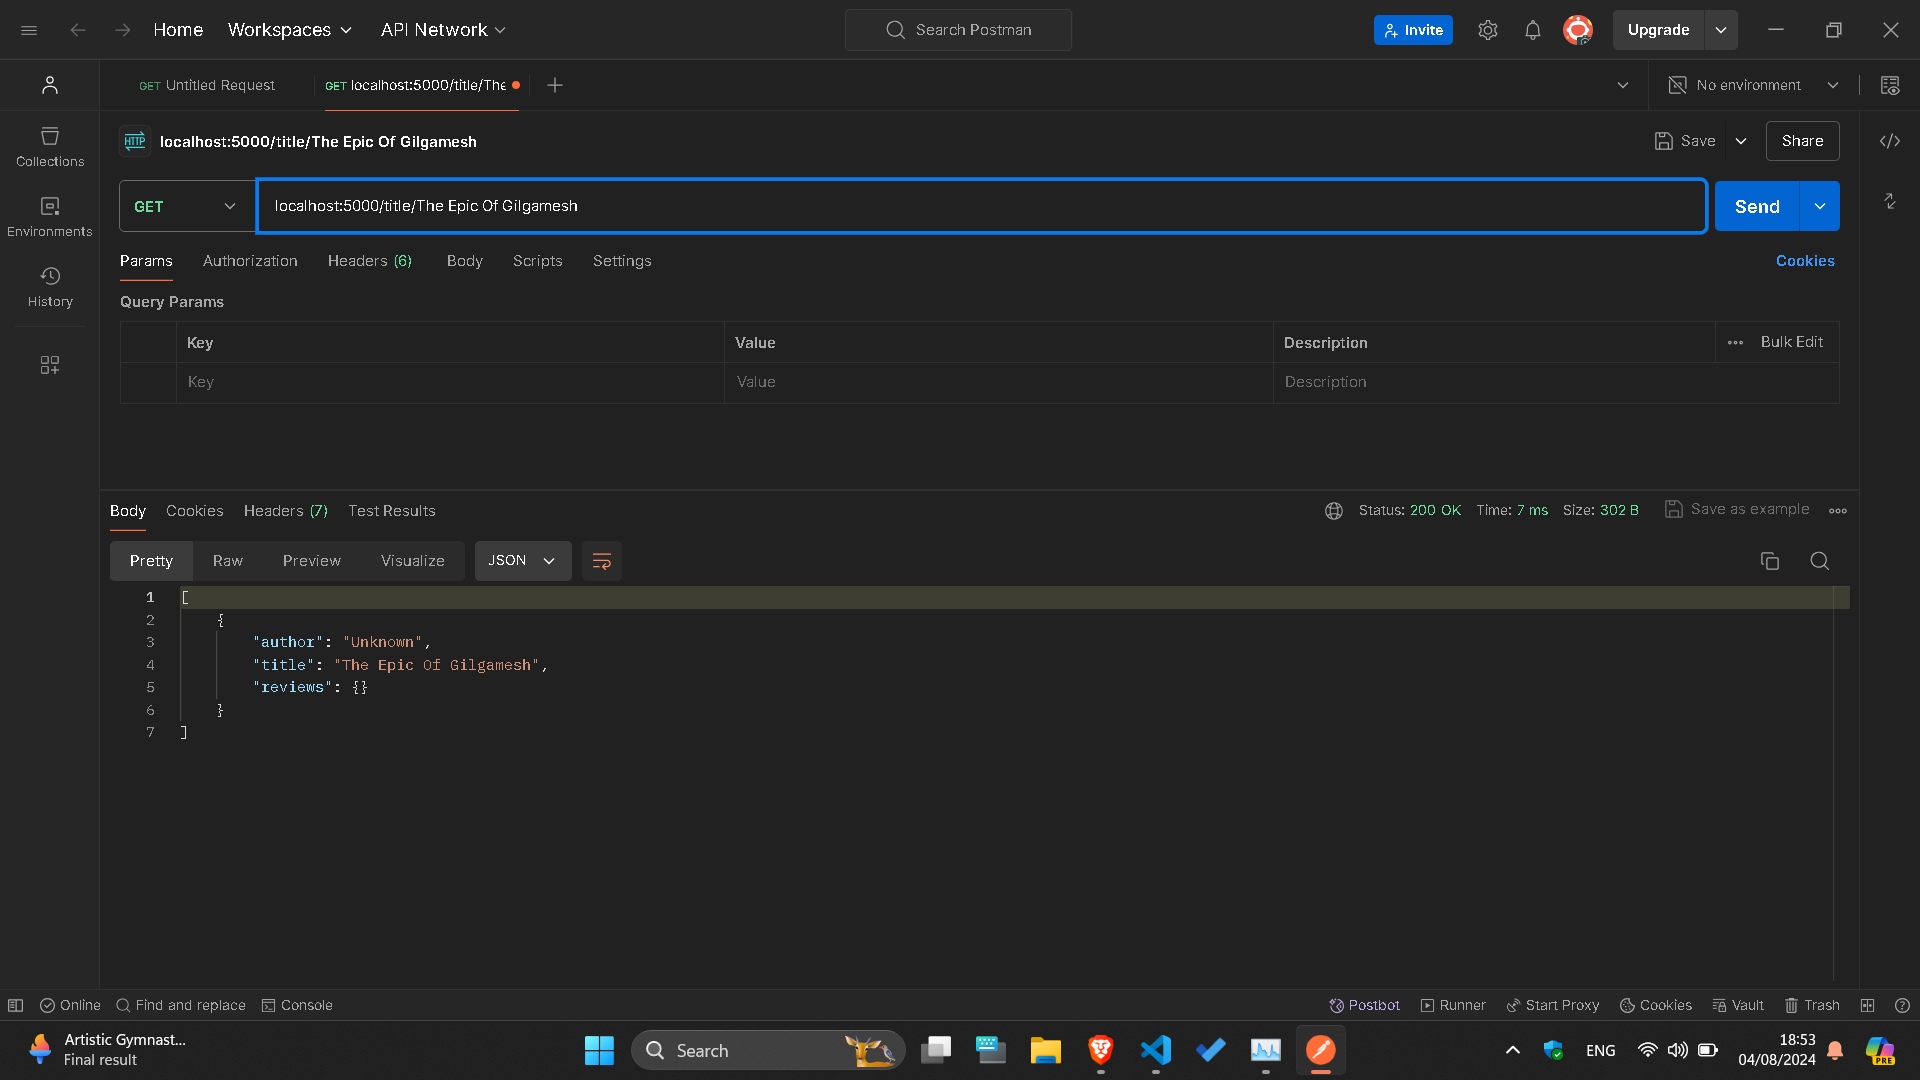 Home Workspaces API Network Search Postman Invite Upgrade
GET Untitled Request GET localhost:5000/title/The No environment
HTTP localhost:5000/title/The Epic Of Gilgamesh Save Share
Collections
GET localhost:5000/title/The Epic Of Gilgamesh Send
Environments
Params Authorization Headers (6) Body Scripts Settings Cookies
History
Query Params
Key Value Description Bulk Edit
Key Value Description
Body Cookies Headers (7) Test Results Status: 200 OK Time: 7 ms Size: 302 B Save as example
Pretty Raw Preview Visualize JSON
1 [
2 {
3 "author": "Unknown",
4 "title": "The Epic Of Gilgamesh",
5 "reviews": {}
6 }
7 ]
Online Find and replace Console Postbot Runner Start Proxy Cookies Vault Trash
Artistic Gymnast...
Final result
Search
ENG
18:53
04/08/2024
PRE